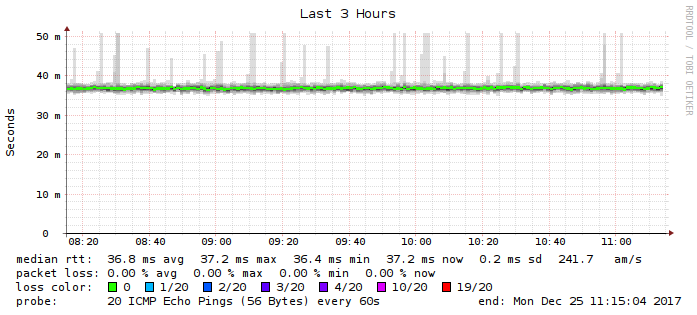 Last 3 Hours
RRDTOOL / TOBI OETIKER
Seconds
50 m
40 m
30 m
20 m
10 m
0
08:20 08:40 09:00 09:20 09:40 10:00 10:20 10:40 11:00
median rtt: 36.8 ms avg 37.2 ms max 36.4 ms min 37.2 ms now 0.2 ms sd 241.7 am/s
packet loss: 0.00 % avg 0.00 % max 0.00 % min 0.00 % now
loss color: 0 1/20 2/20 3/20 4/20 10/20 19/20
probe: 20 ICMP Echo Pings (56 Bytes) every 60s end: Mon Dec 25 11:15:04 2017